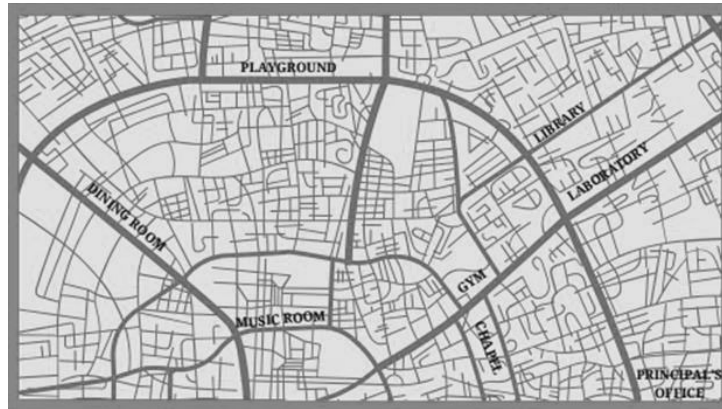 PLAYGROUND
LIBRARY
LABORATORY
DINING ROOM
GYM
MUSIC ROOM
CHAPEL
PRINCIPAL'S
OFFICE